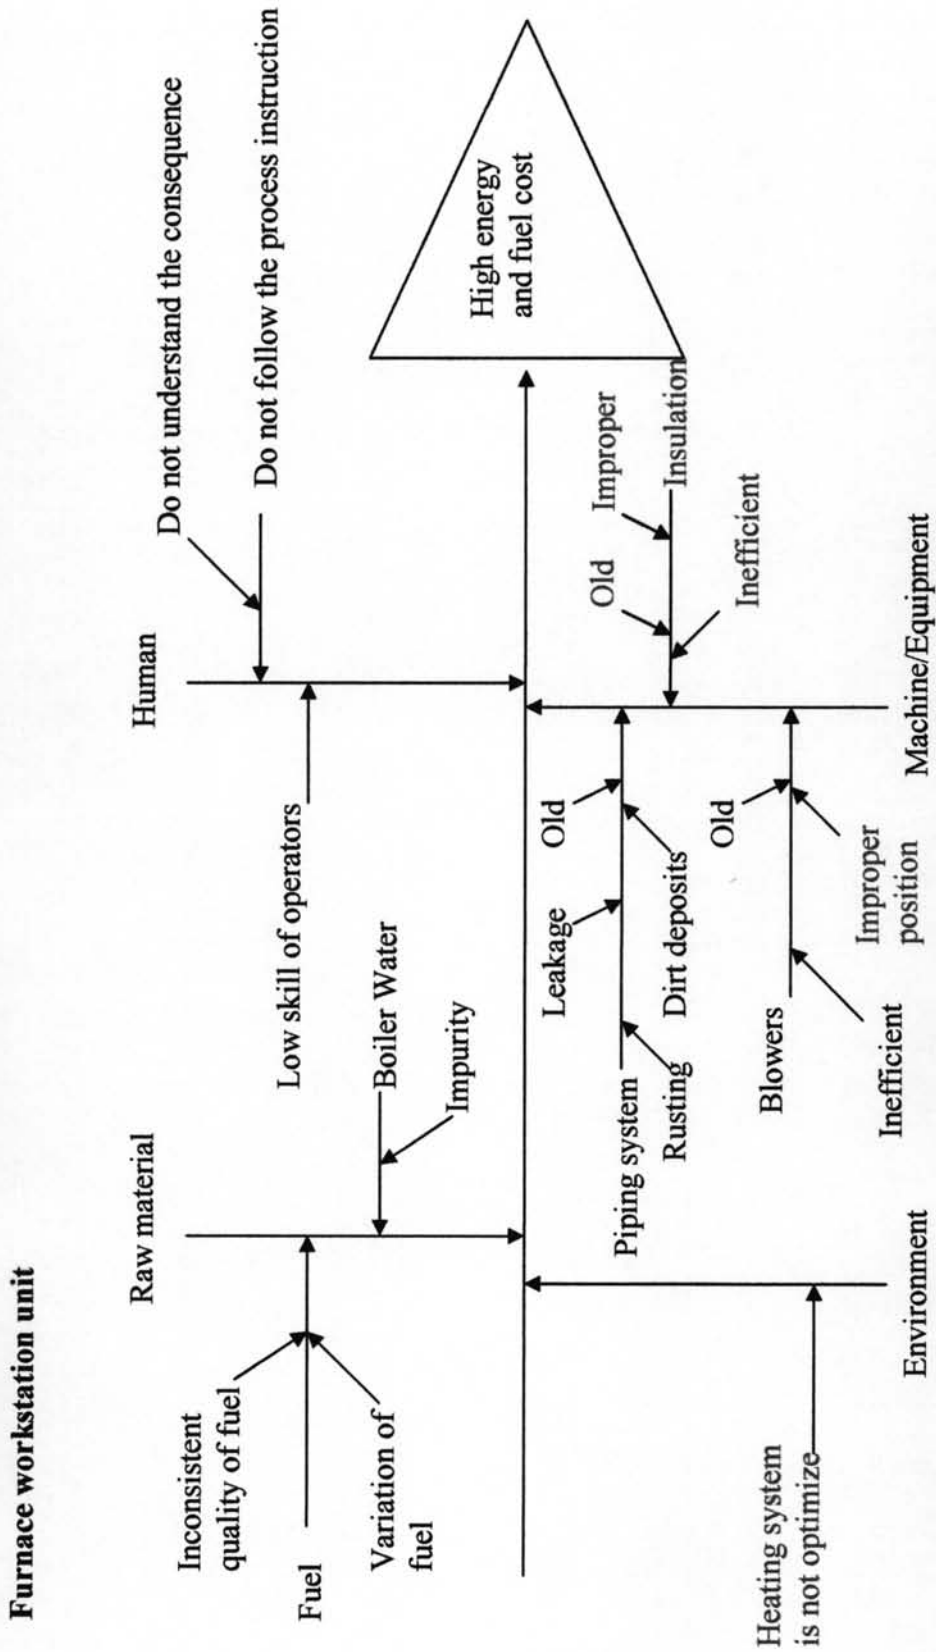 Furnace workstation unit
Raw material
Human
Inconsistent
quality of fuel
Fuel
Variation of
fuel
Boiler Water
Impurity
Do not understand the consequence
Do not follow the process instruction
Low skill of operators
High energy
and fuel cost
Piping system
Leakage
Old
Rusting
Dirt deposits
Old
Improper
Insulation
Inefficient
Blowers
Old
Improper
position
Inefficient
Heating system
is not optimize
Environment
Machine/Equipment